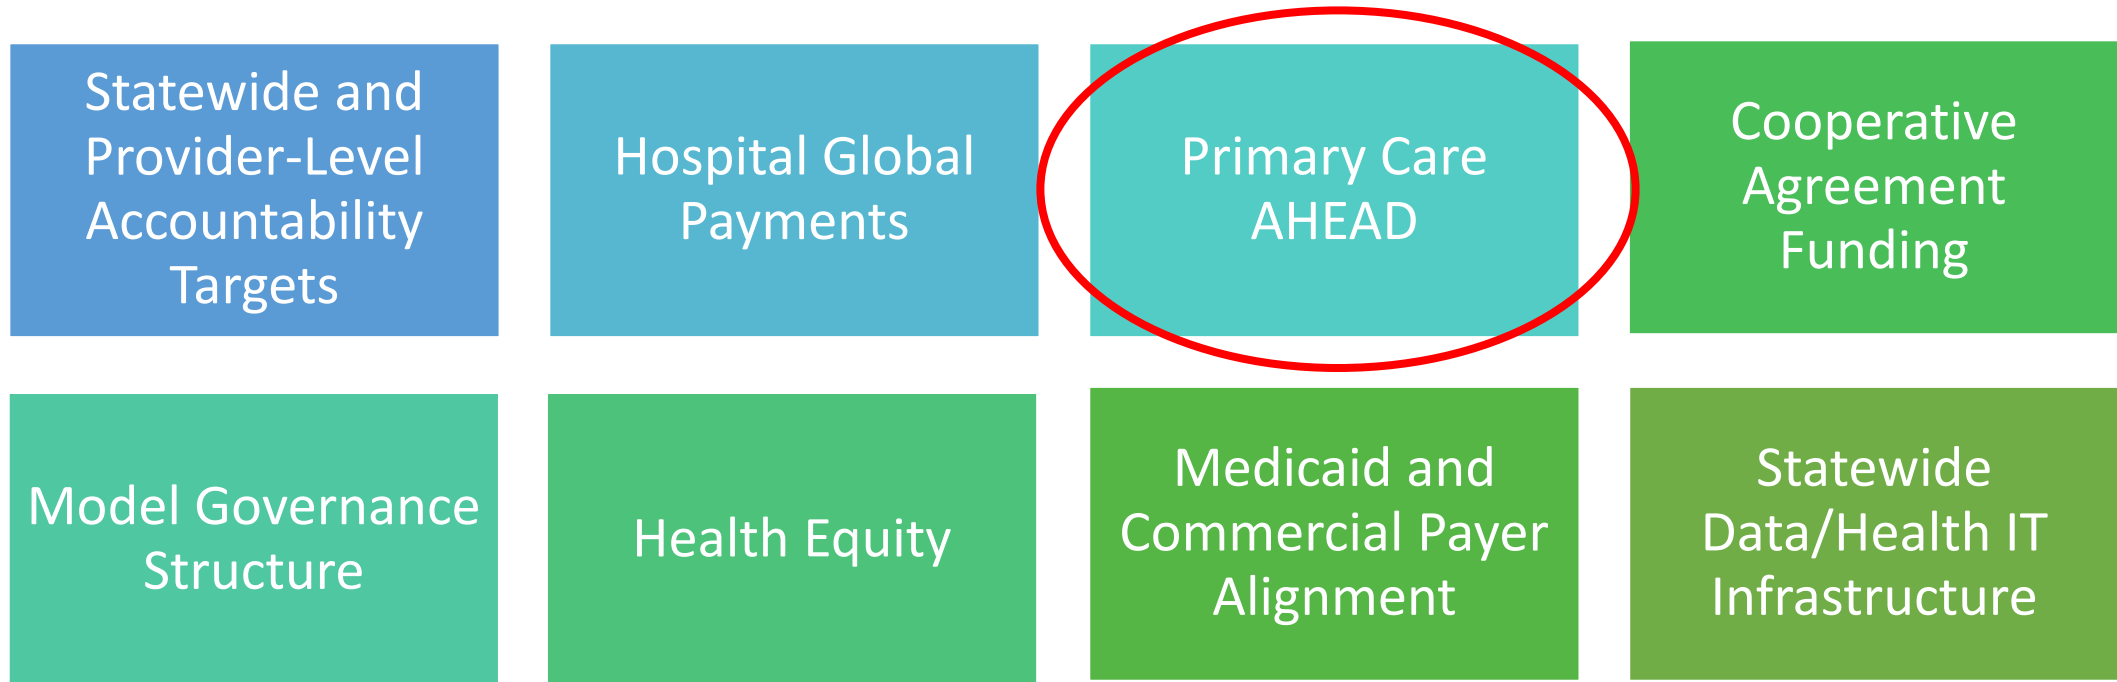 Statewide and
Provider-Level
Accountability
Targets
Hospital Global
Payments
Primary Care
AHEAD
Cooperative
Agreement
Funding
Model Governance
Structure
Health Equity
Medicaid and
Commercial Payer
Alignment
Statewide
Data/Health IT
Infrastructure